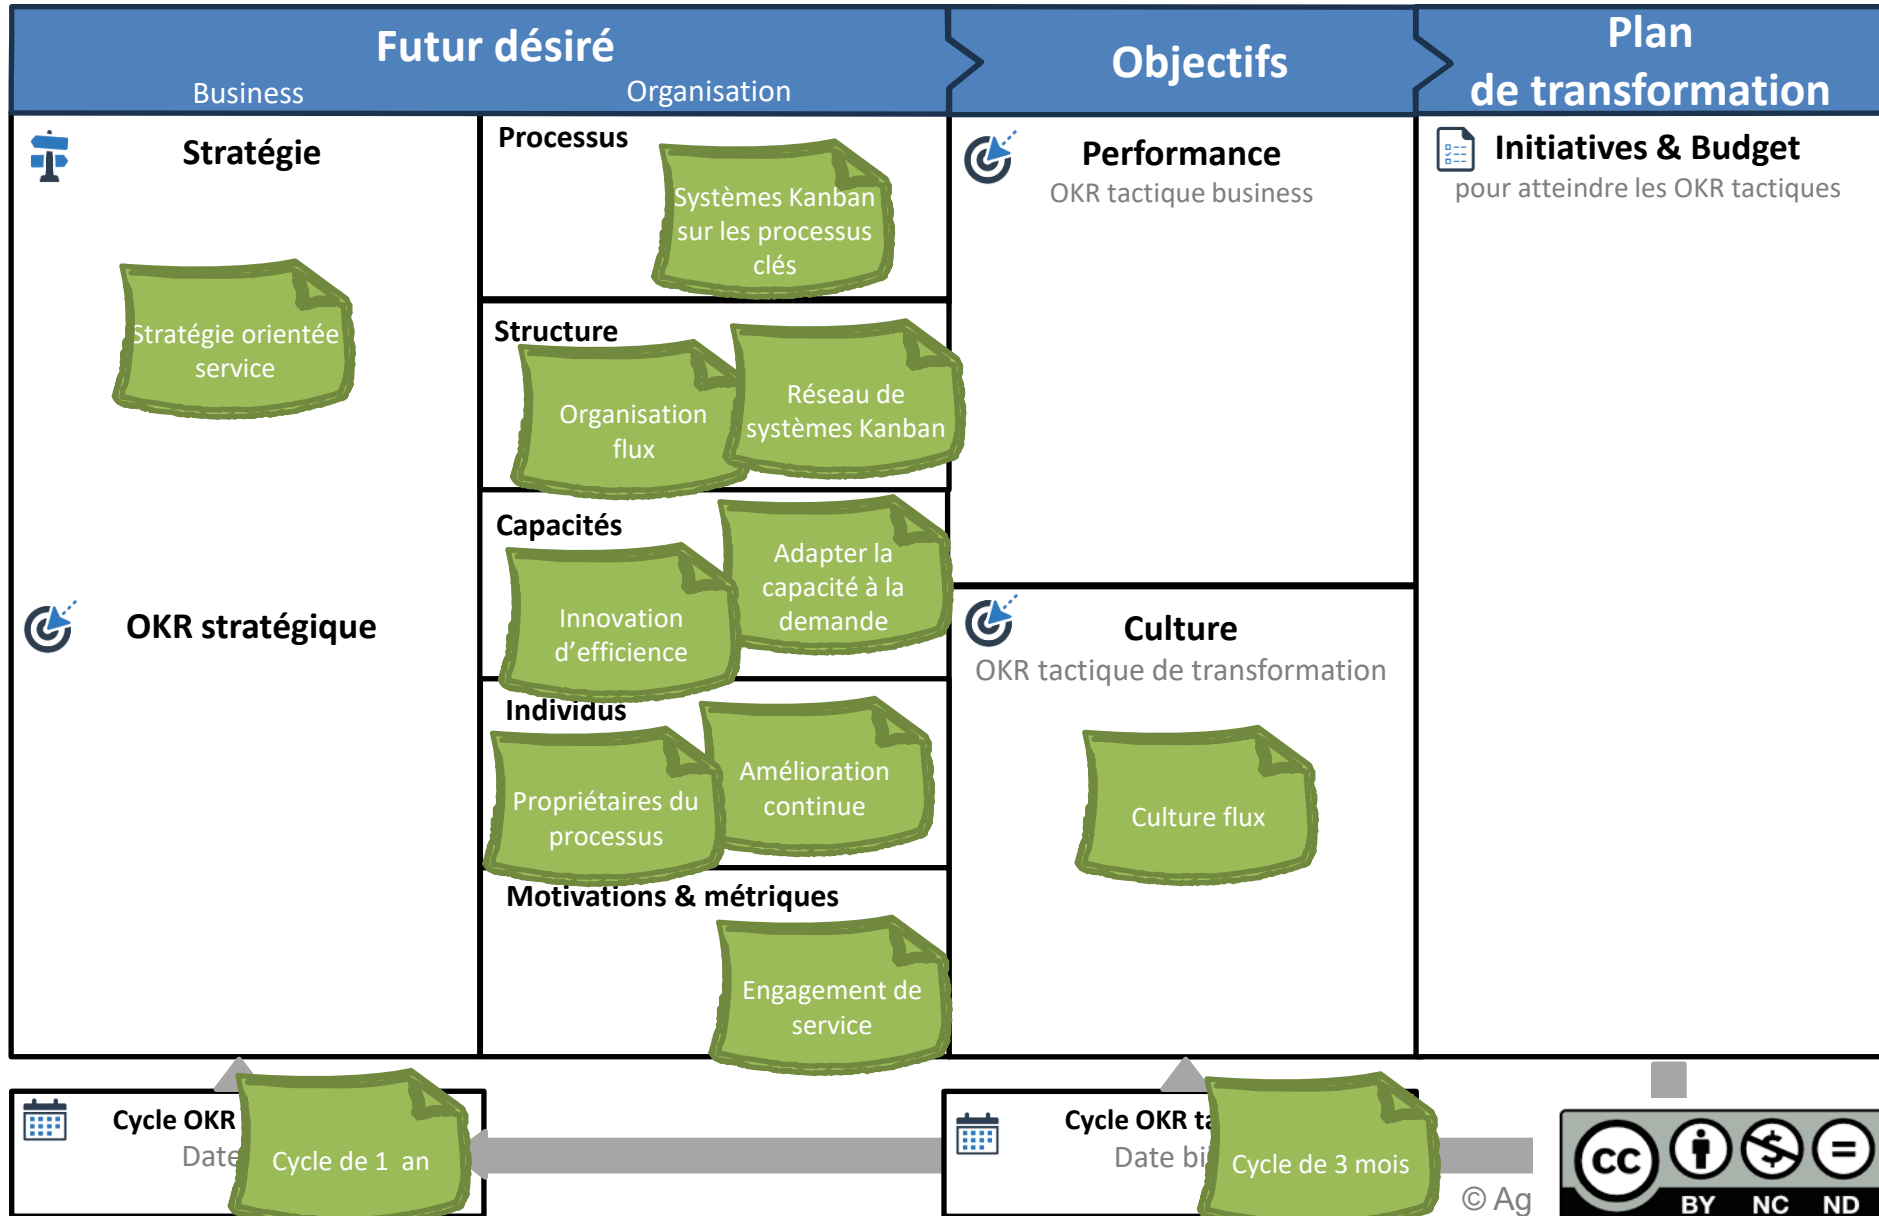 Futur désiré
Business
Organisation
Objectifs
Plan
de transformation
Stratégie
Stratégie orientée
service
OKR stratégique
Processus
Systèmes Kanban
sur les processus
clés
Structure
Organisation
flux
Réseau de
systèmes Kanban
Capacités
Innovation
d’efficience
Adapter la
capacité à la
demande
Individus
Propriétaires du
processus
Amélioration
continue
Motivations & métriques
Engagement de
service
Performance
OKR tactique business
Culture
OKR tactique de transformation
Culture flux
Initiatives & Budget
pour atteindre les OKR tactiques
Cycle OKR
Date
Cycle de 1 an
Cycle OKR
Date
Cycle de 3 mois
© Ag
CC
BY NC ND